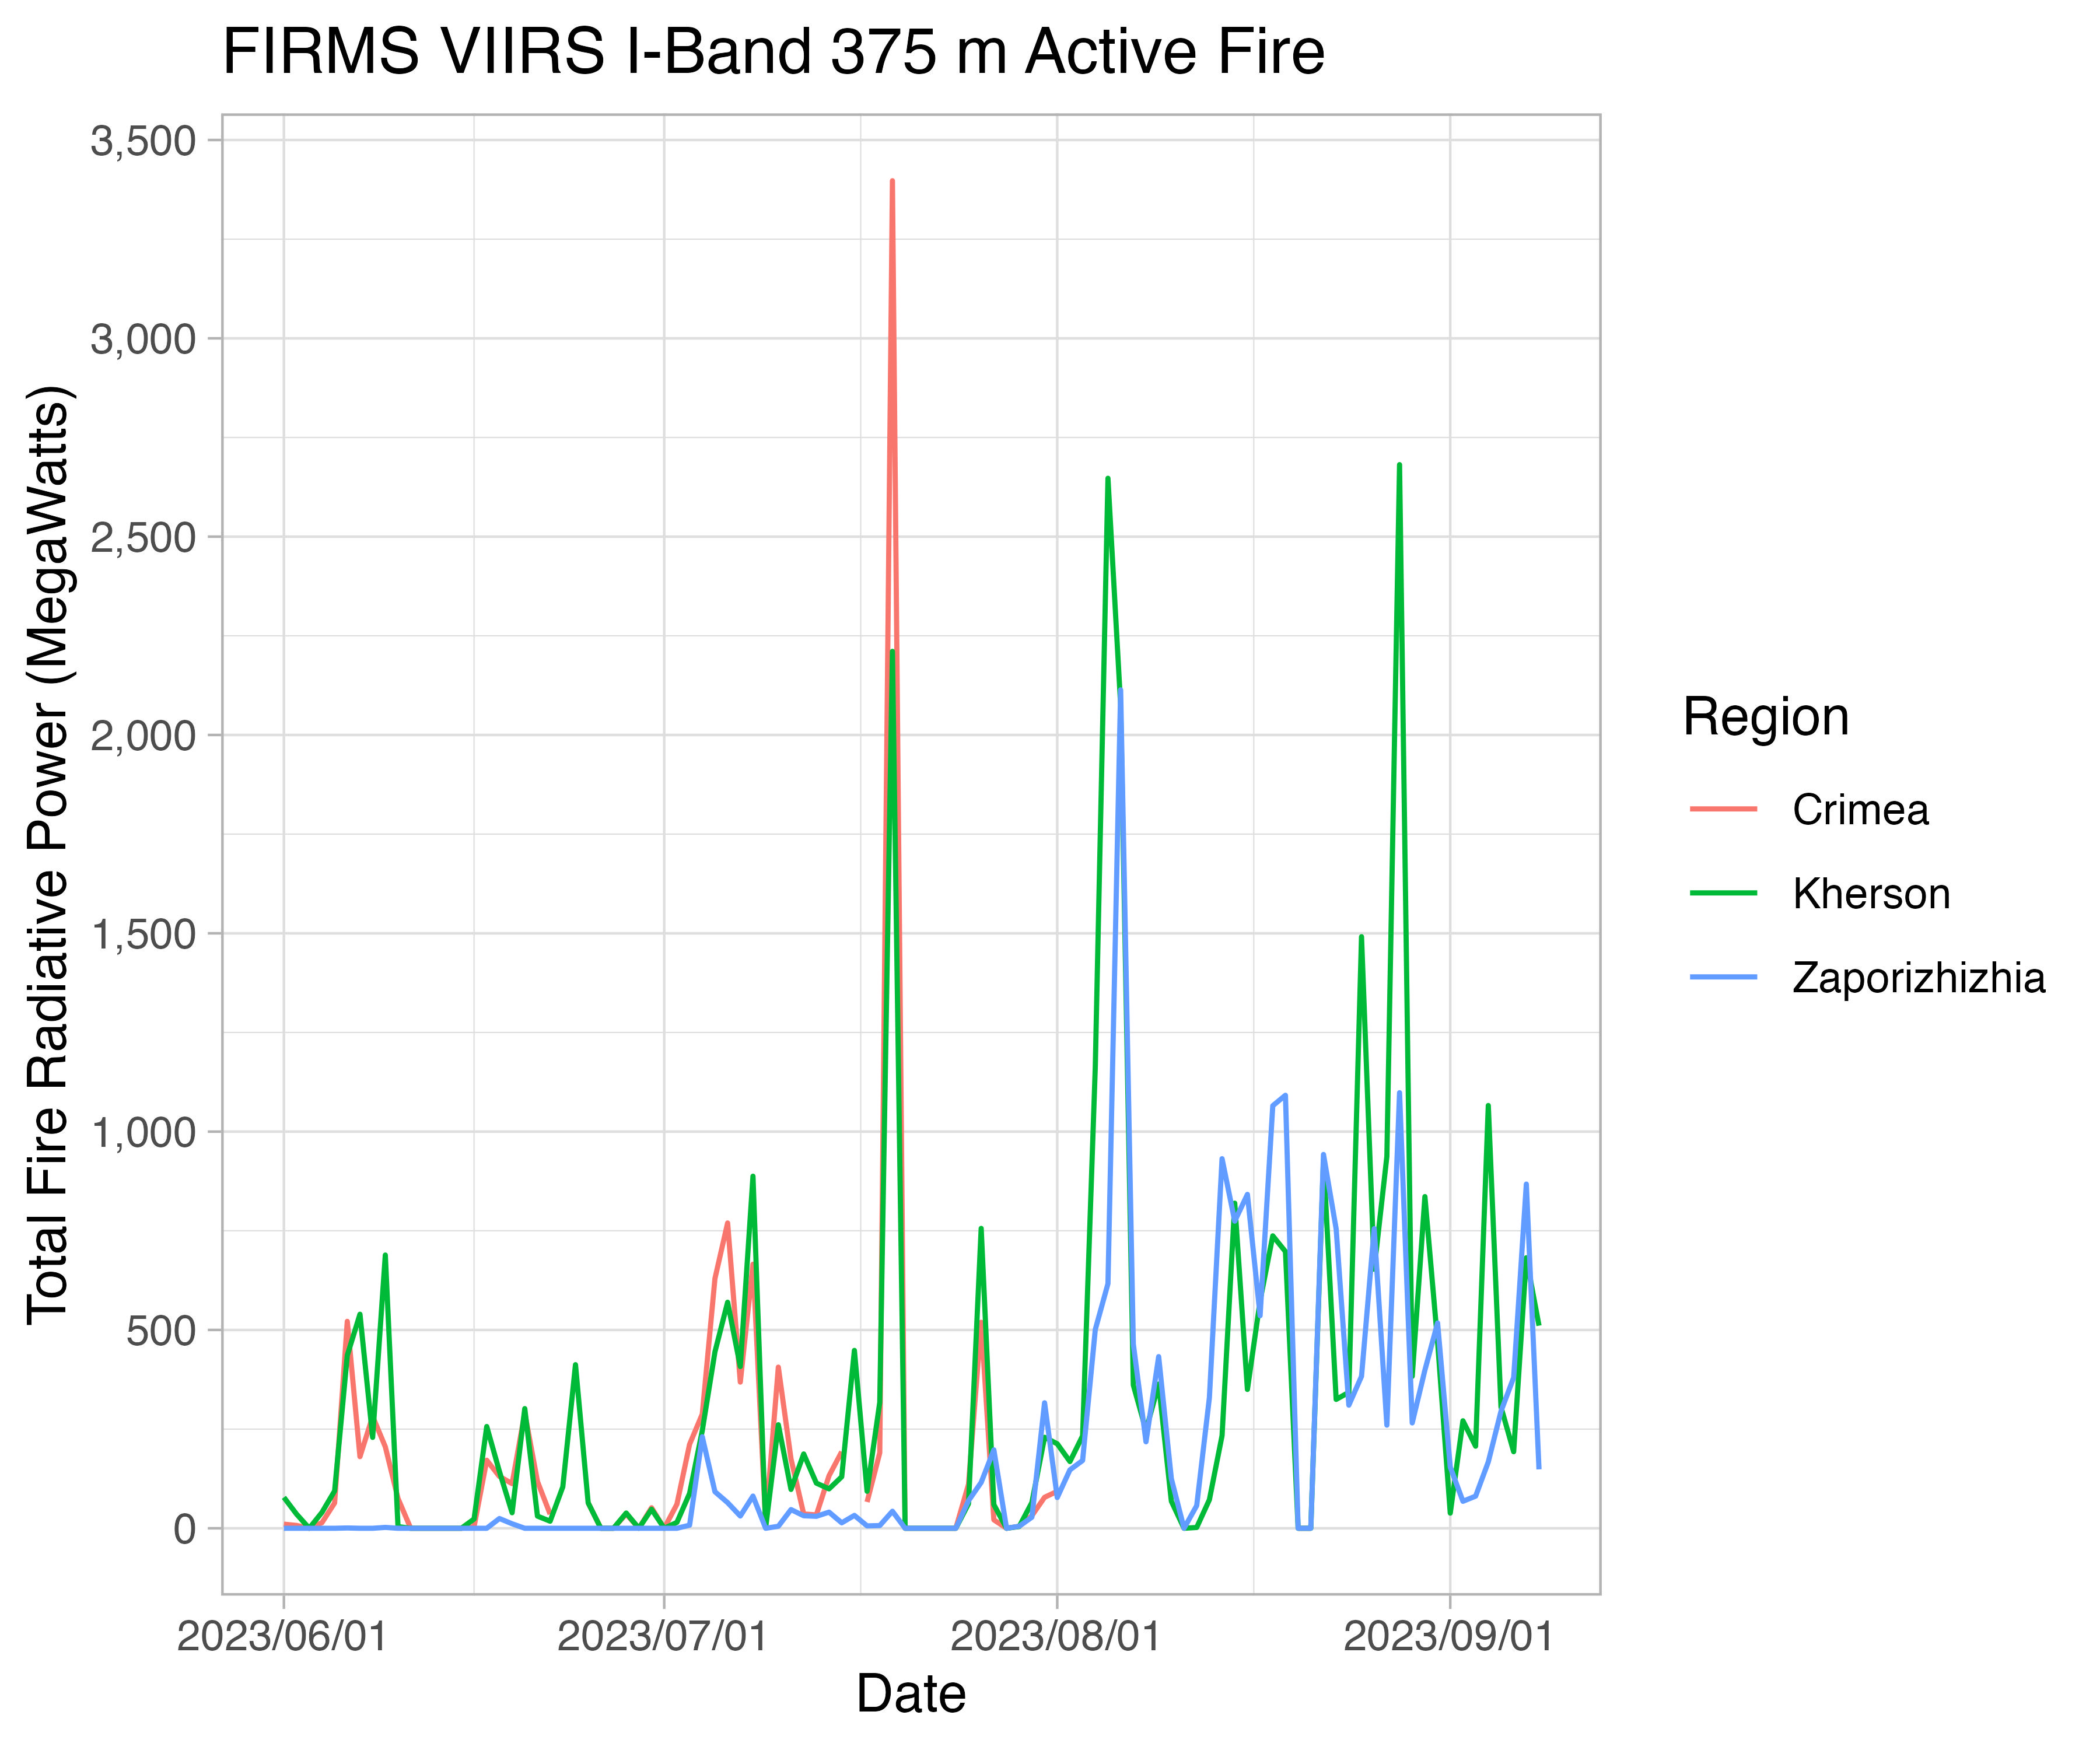 FIRMS VIIRS I-Band 375 m Active Fire
Total Fire Radiative Power (MegaWatts)
3,500
3,000
2,500
2,000
1,500
1,000
500
0
2023/06/01 2023/07/01 2023/08/01 2023/09/01
Date
Region
Crimea
Kherson
Zaporizhizhia